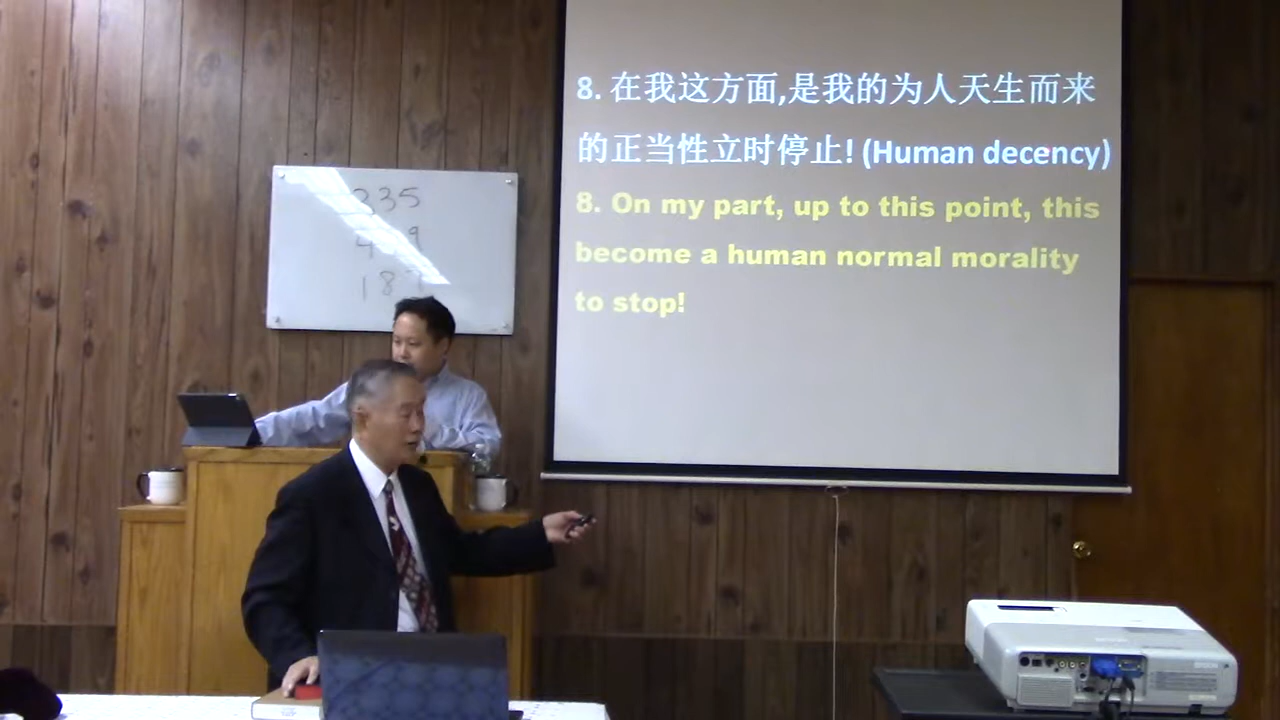 8. 在我这方面,是我的为人天生而来
的正当性立时停止! (Human decency)
8. On my part, up to this point, this
become a human normal morality
to stop!
335
EPSON